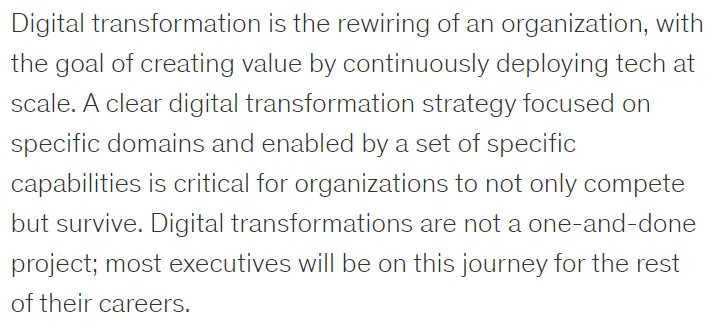 Digital transformation is the rewiring of an organization, with
the goal of creating value by continuously deploying tech at
scale. A clear digital transformation strategy focused on
specific domains and enabled by a set of specific
capabilities is critical for organizations to not only compete
but survive. Digital transformations are not a one-and-done
project; most executives will be on this journey for the rest
of their careers.